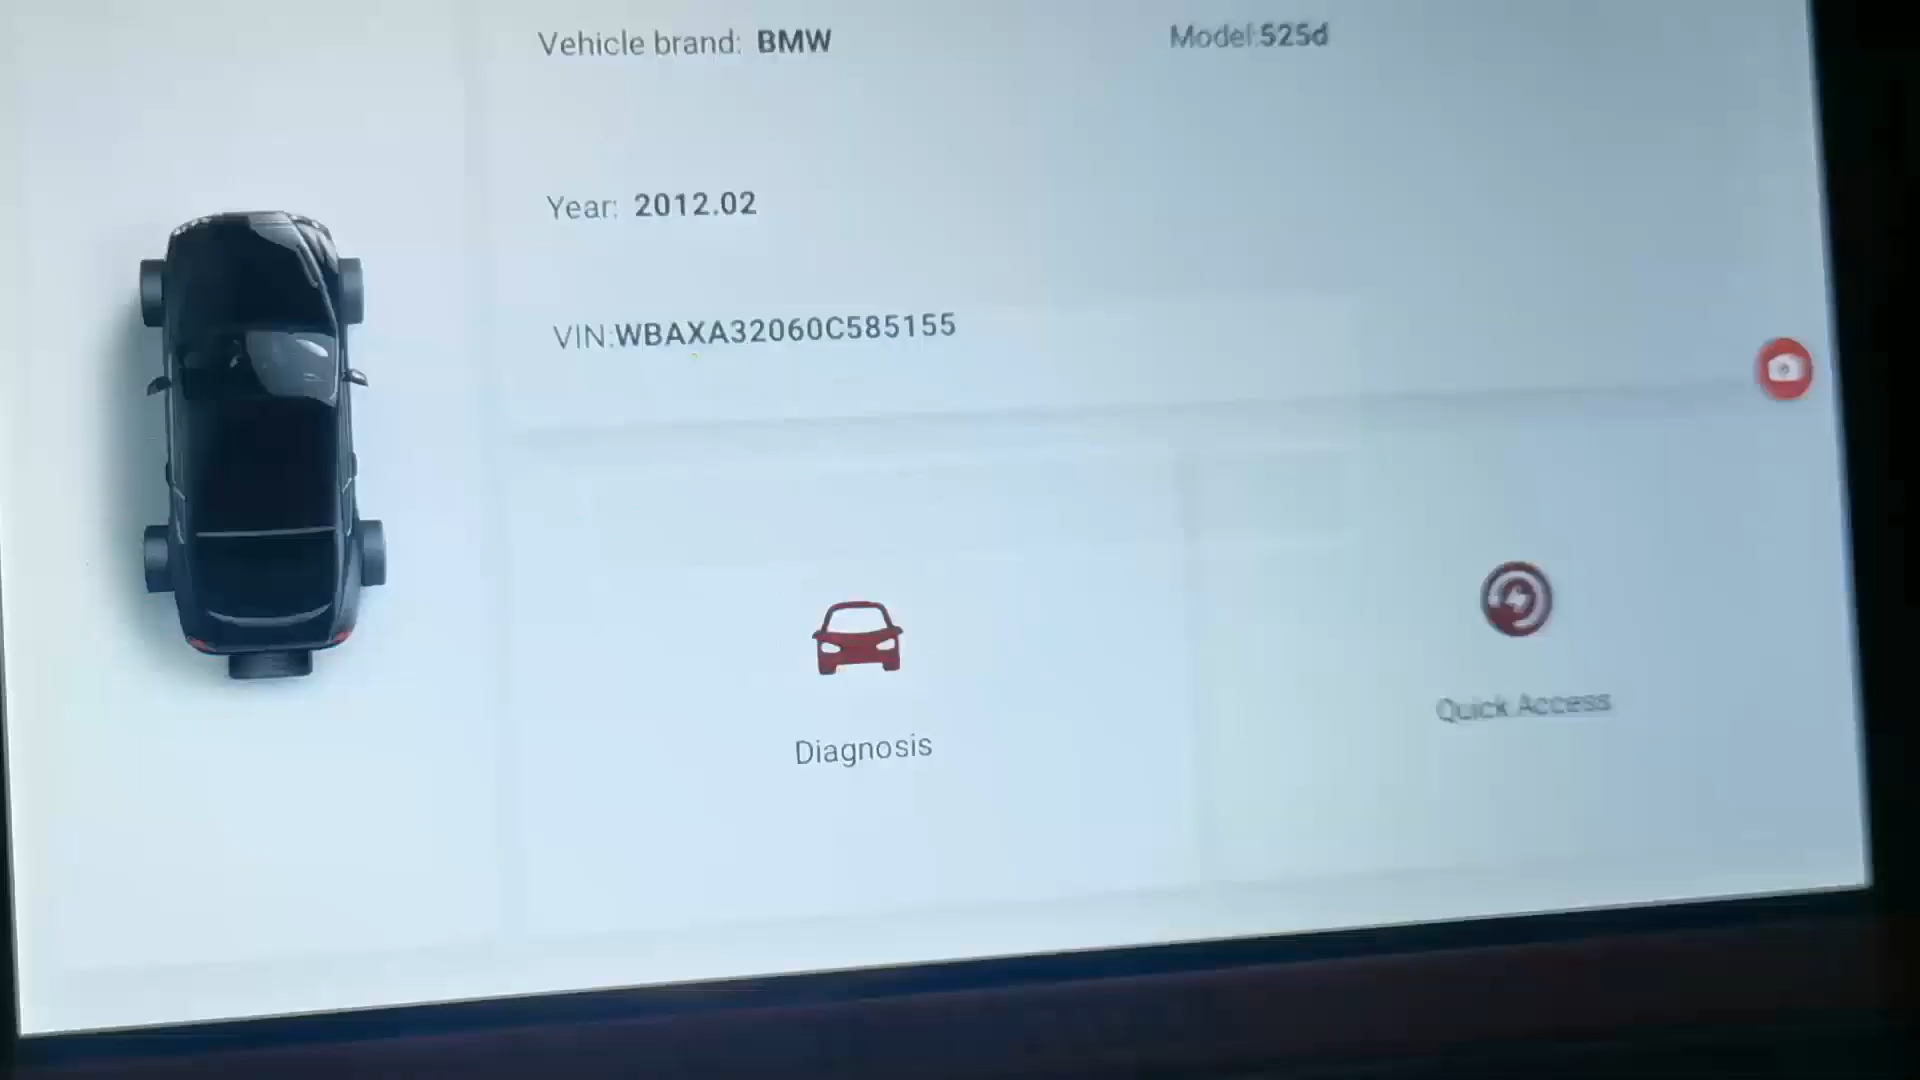 Vehicle brand: BMW Model:525d
Year: 2012.02
VIN:WBAXA32060C585155
Diagnosis
Quick Access